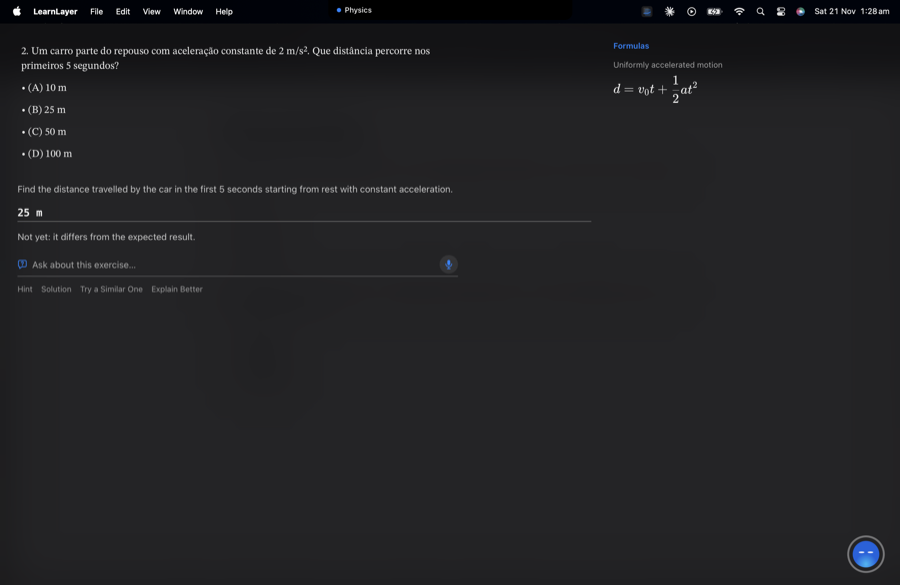 LearnLayer File Edit View Window Help
Physics
Sat 21 Nov 1:28 am
2. Um carro parte do repouso com aceleração constante de 2 m/s². Que distância percorre nos
primeiros 5 segundos?
• (A) 10 m
• (B) 25 m
• (C) 50 m
• (D) 100 m
Find the distance travelled by the car in the first 5 seconds starting from rest with constant acceleration.
25 m
Not yet: it differs from the expected result.
Ask about this exercise...
Hint Solution Try a Similar One Explain Better
Formulas
Uniformly accelerated motion
d = v₀t + 1/2 at²